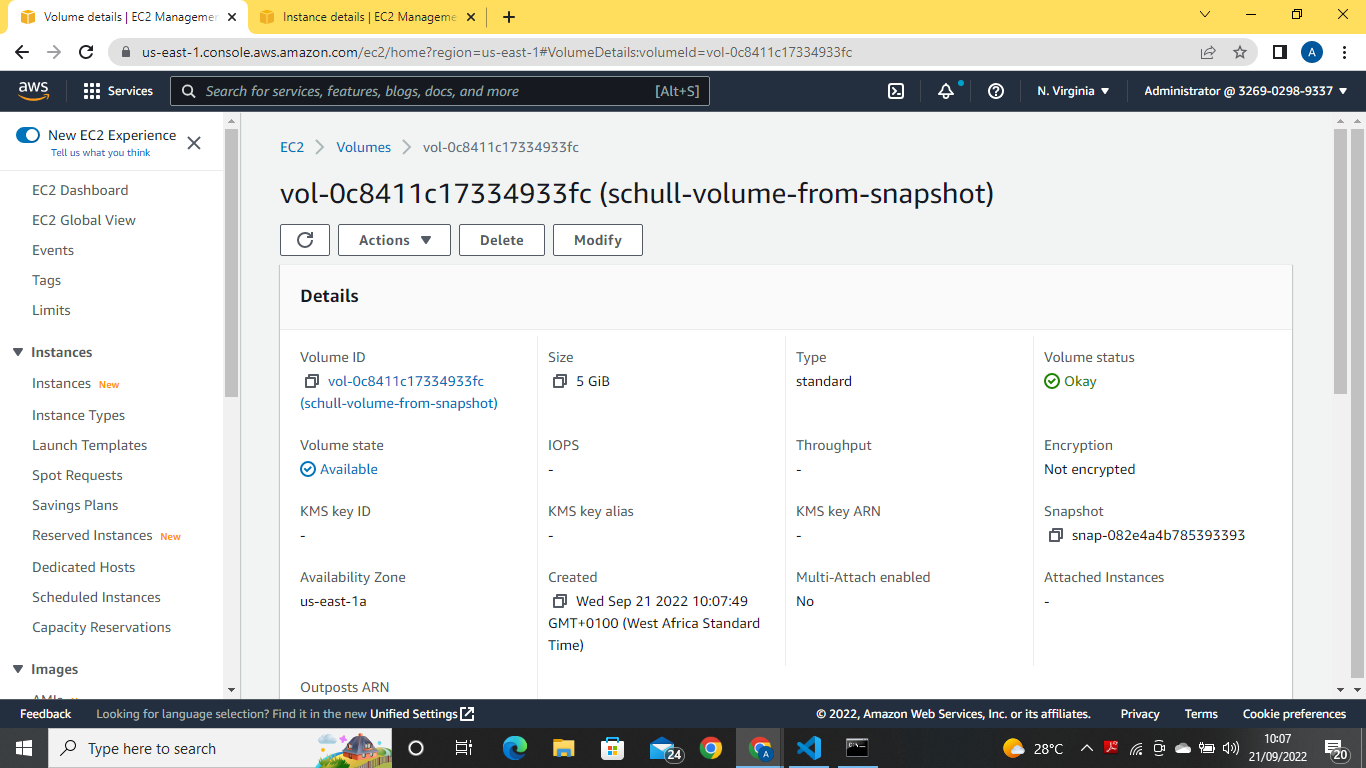 Volume details | EC2 Managemen
Instance details | EC2 Manageme
us-east-1.console.aws.amazon.com/ec2/home?region=us-east-1#VolumeDetails:volumeId=vol-0c8411c17334933fc
A
aws
Services
Search for services, features, blogs, docs, and more
[Alt+S]
N. Virginia
Administrator @ 3269-0298-9337
New EC2 Experience
Tell us what you think
EC2 Dashboard
EC2 Global View
Events
Tags
Limits
Instances
Instances New
Instance Types
Launch Templates
Spot Requests
Savings Plans
Reserved Instances New
Dedicated Hosts
Scheduled Instances
Capacity Reservations
Images
EC2
Volumes
vol-0c8411c17334933fc
vol-0c8411c17334933fc (schull-volume-from-snapshot)
Actions
Delete
Modify
Details
Volume ID
vol-0c8411c17334933fc
(schull-volume-from-snapshot)
Size
5 GiB
Type
standard
Volume status
Okay
Volume state
Available
IOPS
-
Throughput
-
Encryption
Not encrypted
KMS key ID
-
KMS key alias
-
KMS key ARN
-
Snapshot
snap-082e4a4b785393393
Availability Zone
us-east-1a
Created
Wed Sep 21 2022 10:07:49
GMT+0100 (West Africa Standard
Time)
Multi-Attach enabled
No
Attached Instances
-
Outposts ARN
Feedback
Looking for language selection? Find it in the new Unified Settings
© 2022, Amazon Web Services, Inc. or its affiliates.
Privacy
Terms
Cookie preferences
Type here to search
24
A
28°C
10:07
21/09/2022
20